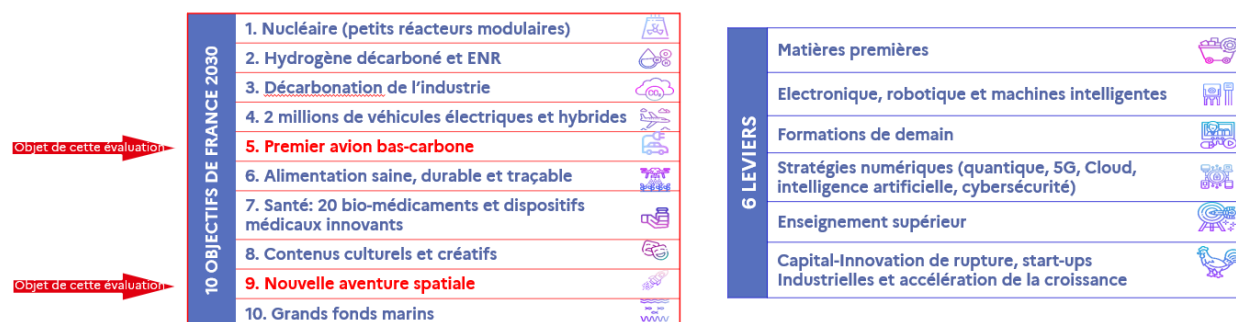 10 OBJECTIFS DE FRANCE 2030
1. Nucléaire (petits réacteurs modulaires)
2. Hydrogène décarboné et ENR
3. Décarbonation de l'industrie
4. 2 millions de véhicules électriques et hybrides
Objet de cette évaluation
5. Premier avion bas-carbone
6. Alimentation saine, durable et traçable
7. Santé: 20 bio-médicaments et dispositifs
médicaux innovants
8. Contenus culturels et créatifs
Objet de cette évaluation
9. Nouvelle aventure spatiale
10. Grands fonds marins
6 LEVIERS
Matières premières
Electronique, robotique et machines intelligentes
Formations de demain
Stratégies numériques (quantique, 5G, Cloud,
intelligence artificielle, cybersécurité)
Enseignement supérieur
Capital-Innovation de rupture, start-ups
Industrielles et accélération de la croissance